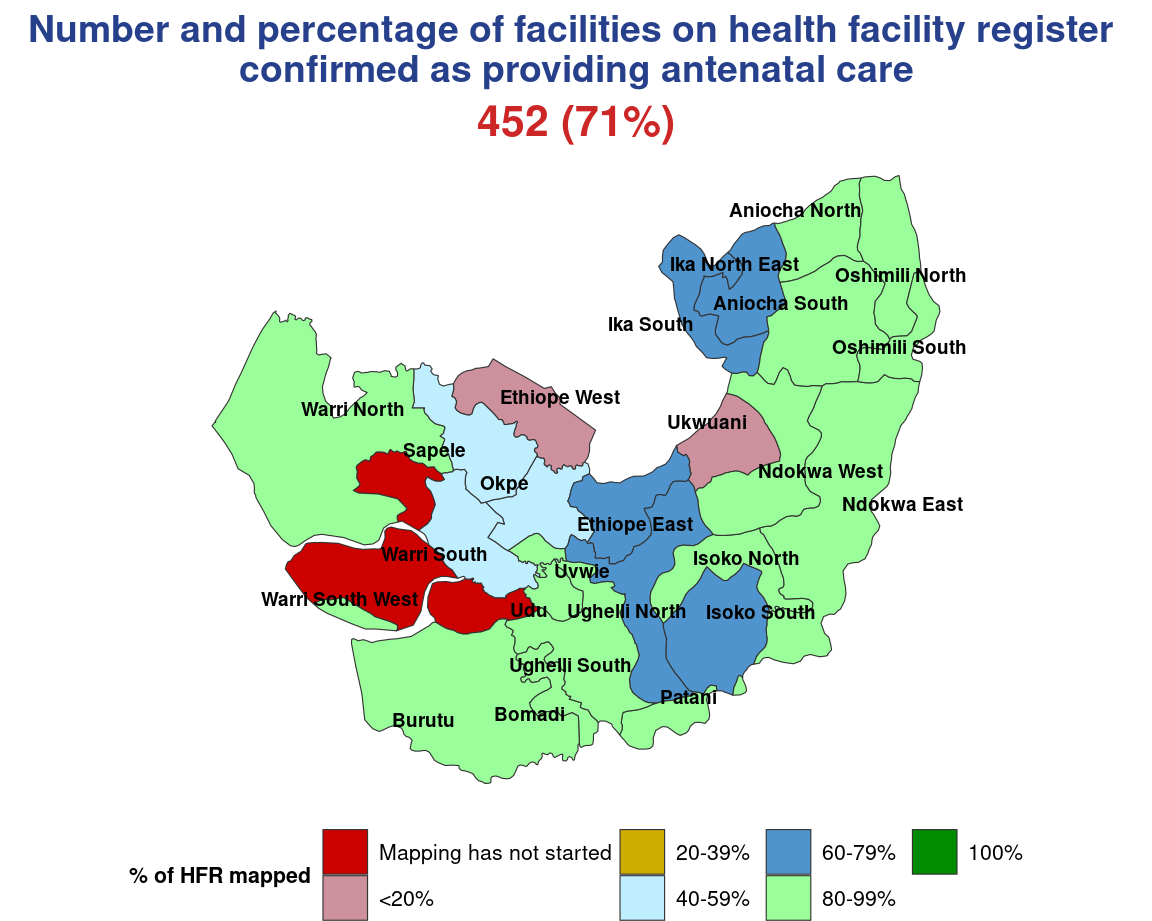 Number and percentage of facilities on health facility register
confirmed as providing antenatal care
452 (71%)
Aniocha North
Ika North East
Oshimili North
Aniocha South
Ika South
Oshimili South
Ethiope West
Warri North
Ukwuani
Sapele
Ndokwa West
Okpe
Ndokwa East
Ethiope East
Warri South
Isoko North
Uvwie
Warri South West
Udu
Ughelli North
Isoko South
Ughelli South
Patani
Bomadi
Burutu
% of HFR mapped
Mapping has not started
<20%
20-39%
40-59%
60-79%
80-99%
100%